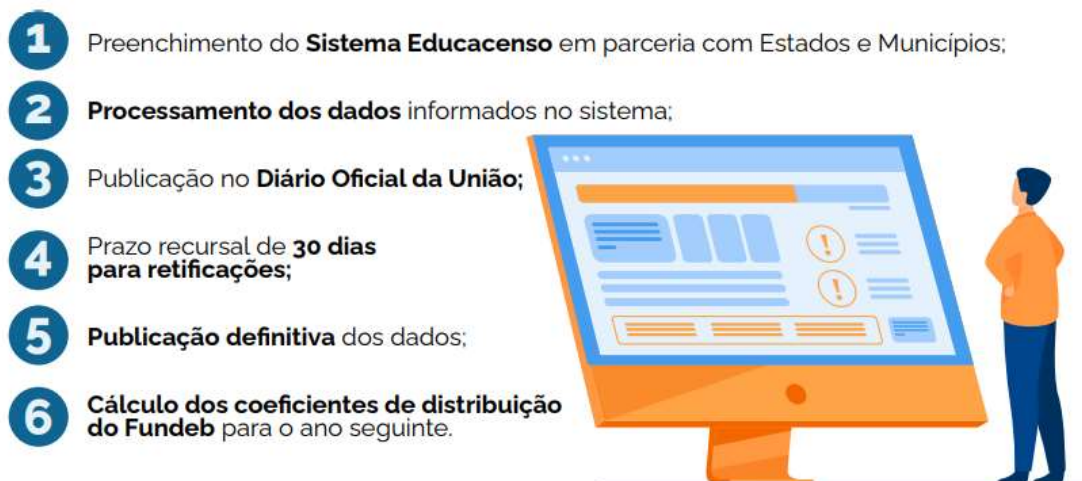 1 Preenchimento do Sistema Educacenso em parceria com Estados e Municípios;
2 Processamento dos dados informados no sistema;
3 Publicação no Diário Oficial da União;
4 Prazo recursal de 30 dias
para retificações;
5 Publicação definitiva dos dados;
6 Cálculo dos coeficientes de distribuição
do Fundeb para o ano seguinte.